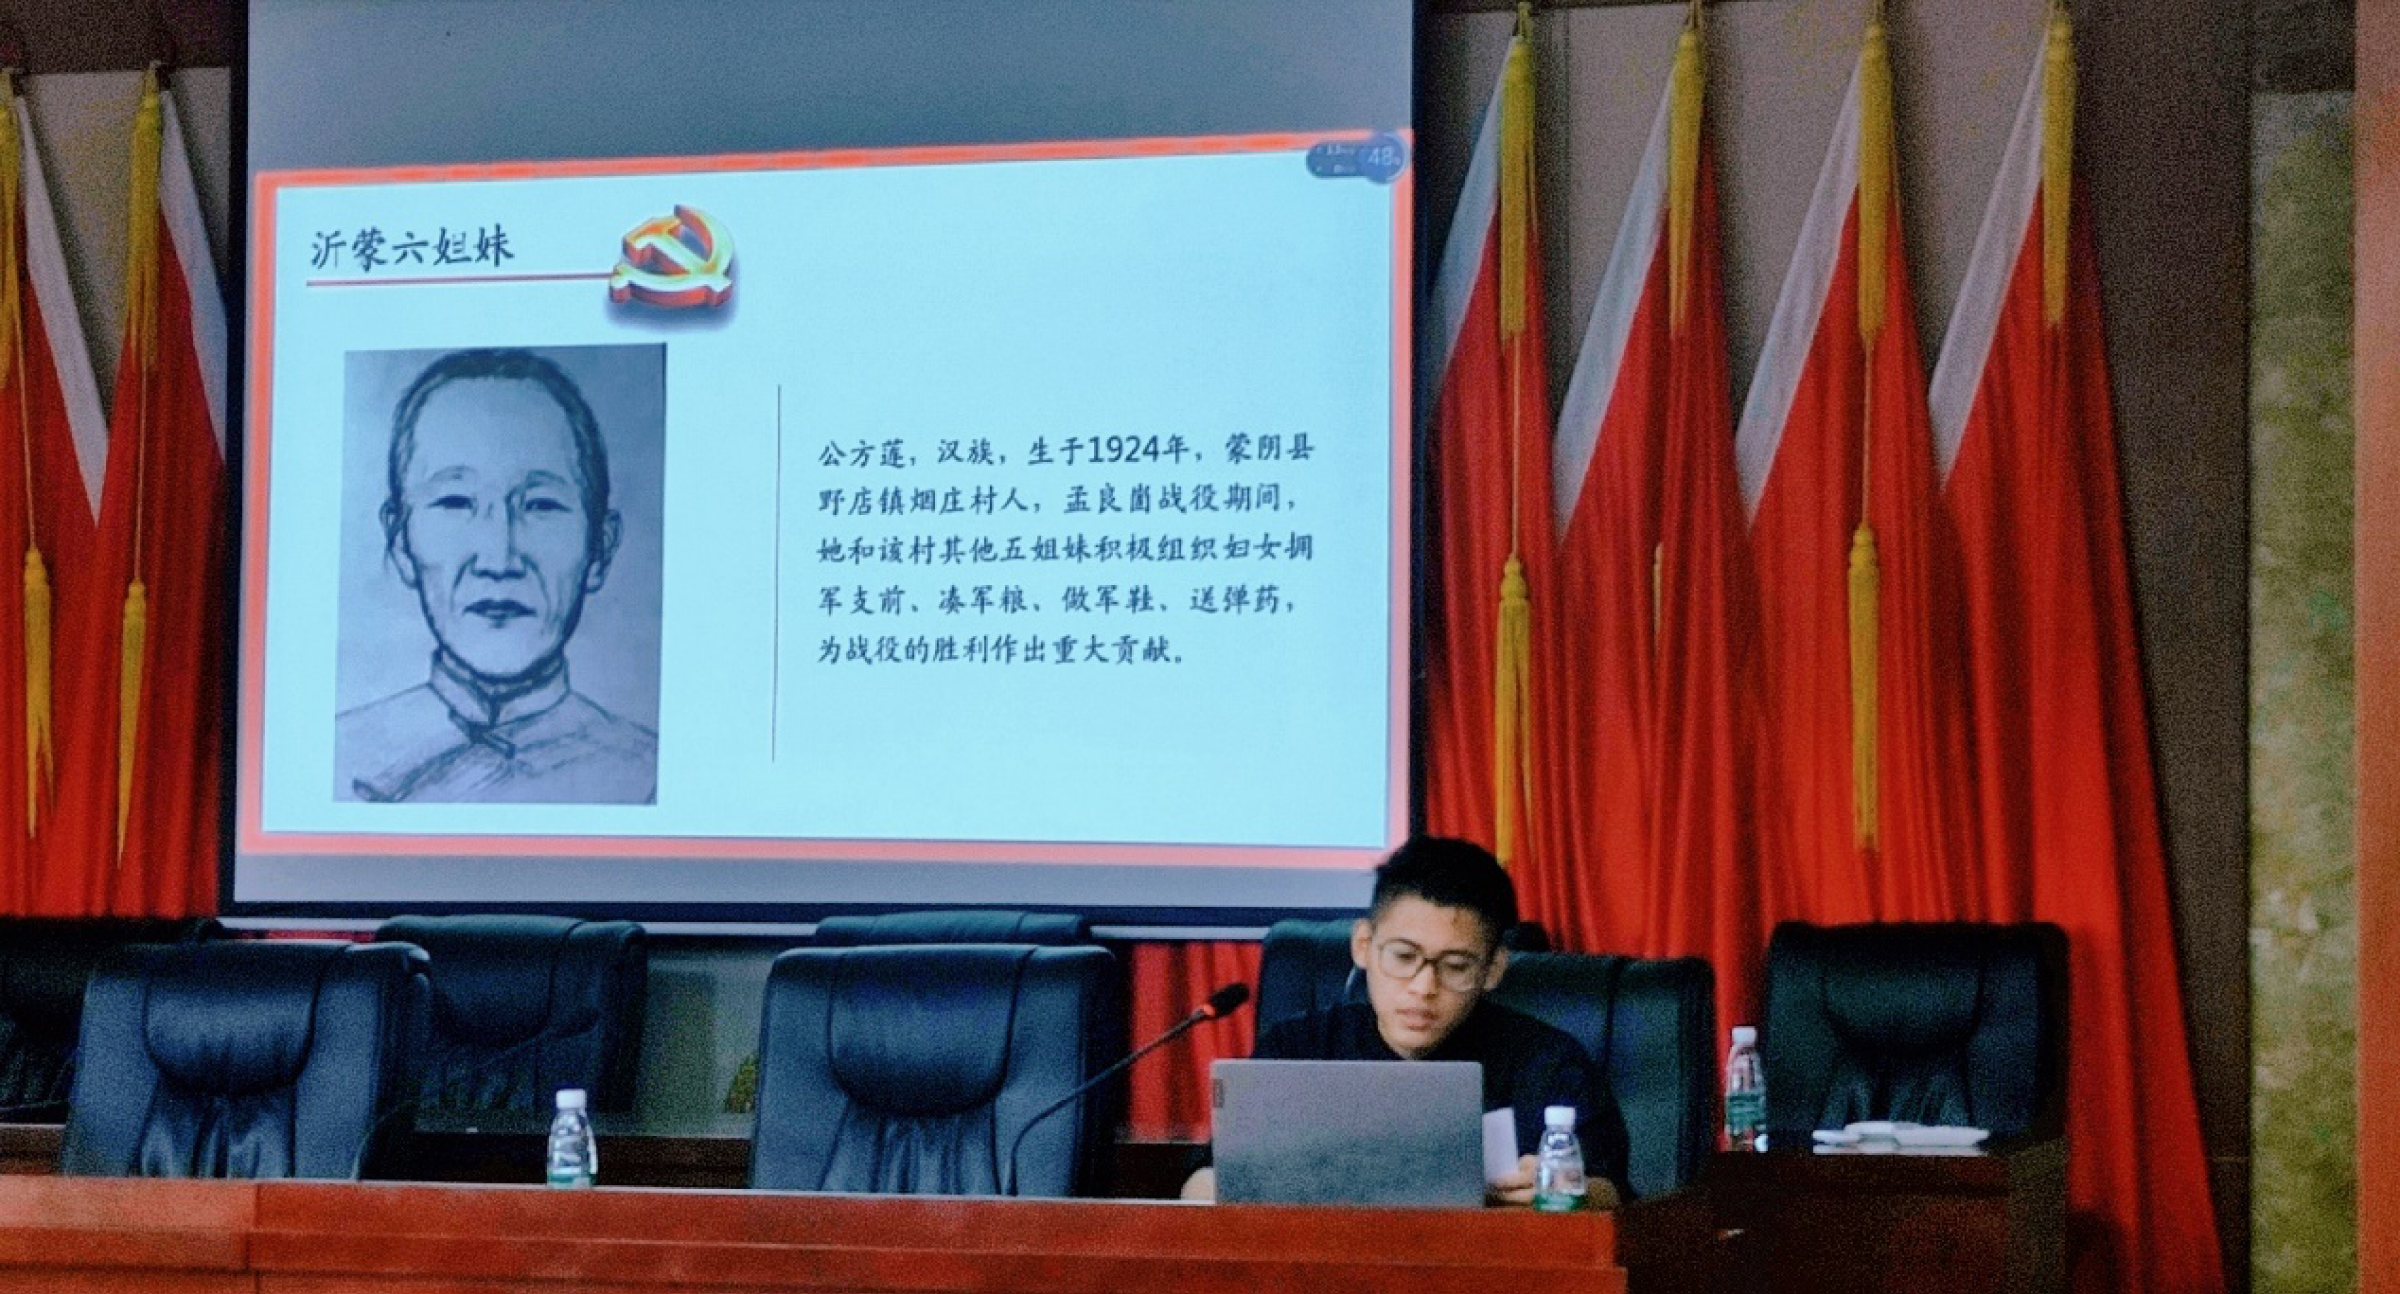 沂蒙六姐妹
公方莲，汉族，生于1924年，蒙阴县
野店镇烟庄村人，孟良崮战役期间，
她和该村其他五姐妹积极组织妇女拥
军支前、凑军粮、做军鞋、送弹药，
为战役的胜利作出重大贡献。
48